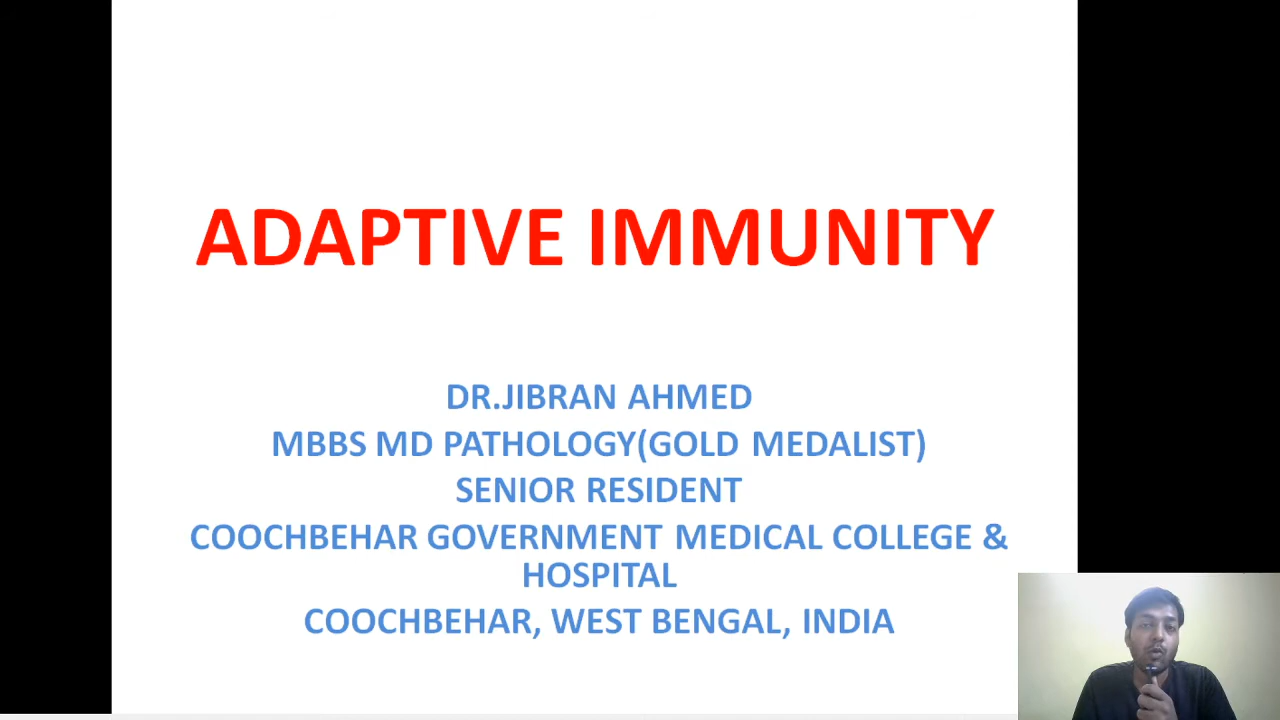 ADAPTIVE IMMUNITY
DR.JIBRAN AHMED
MBBS MD PATHOLOGY(GOLD MEDALIST)
SENIOR RESIDENT
COOCHBEHAR GOVERNMENT MEDICAL COLLEGE &
HOSPITAL
COOCHBEHAR, WEST BENGAL, INDIA